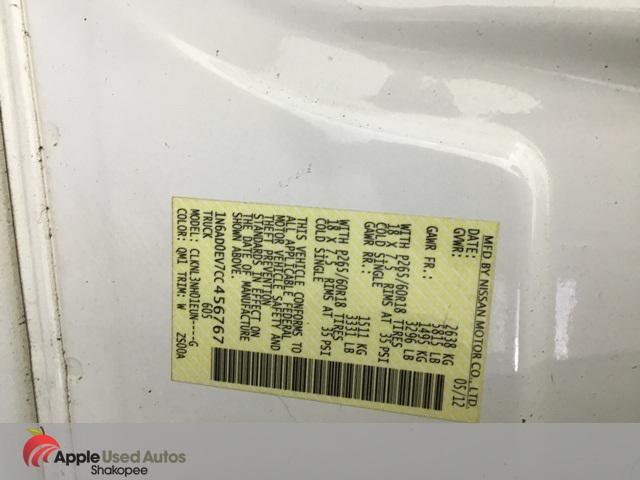 MFD BY NISSAN MOTOR CO., LTD.
DATE: 05/12
GVWR: 2638 KG
5815 LB
GAWR FR.: 1495 KG
3296 LB
WITH P265/60R18 TIRES
18 X 7.5 RIMS AT 35 PSI
COLD SINGLE
GAWR RR.: 1511 KG
3331 LB
WITH P265/60R18 TIRES
18 X 7.5 RIMS AT 35 PSI
COLD SINGLE
THIS VEHICLE CONFORMS TO
ALL APPLICABLE FEDERAL
MOTOR VEHICLE SAFETY AND
THEFT PREVENTION
STANDARDS IN EFFECT
ON THE DATE OF MANUFACTURE
SHOWN ABOVE.
1N6AD0EV7CC456767
TRUCK 605
MODEL: G
COLOR: QM1 TRIM: W ZS00A
Apple Used Autos
Shakopee